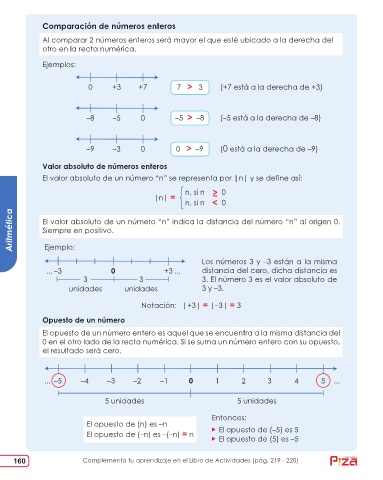 Comparación de números enteros
Al comparar 2 números enteros será mayor el que esté ubicado a la derecha del
otro en la recta numérica.
Ejemplos:
0 +3 +7 7 > 3 (+7 está a la derecha de +3)
–8 –5 0 –5 > –8 (–5 está a la derecha de –8)
–9 –3 0 0 > –9 (0 está a la derecha de –9)
Valor absoluto de números enteros
El valor absoluto de un número “n” se representa por |n| y se define así:
|n| =
n, si n ≥ 0
n, si n < 0
El valor absoluto de un número “n” indica la distancia del número “n” al origen 0.
Siempre en positivo.
Ejemplo:
... –3 0 +3 ...
3 3
unidades unidades
Los números 3 y –3 están a la misma
distancia del cero, dicha distancia es
3. El número 3 es el valor absoluto de
3 y –3.
Notación: |+3| = |–3| = 3
Opuesto de un número
El opuesto de un número entero es aquel que se encuentra a la misma distancia del
0 en el otro lado de la recta numérica. Si se suma un número entero con su opuesto,
el resultado será cero.
... –5 –4 –3 –2 –1 0 1 2 3 4 5 ...
5 unidades 5 unidades
El opuesto de (n) es –n
El opuesto de (–n) es –(–n) = n
Entonces:
El opuesto de (–5) es 5
El opuesto de (5) es –5
Aritmética
160 Complementa tu aprendizaje en el Libro de Actividades (pág. 219 - 220)